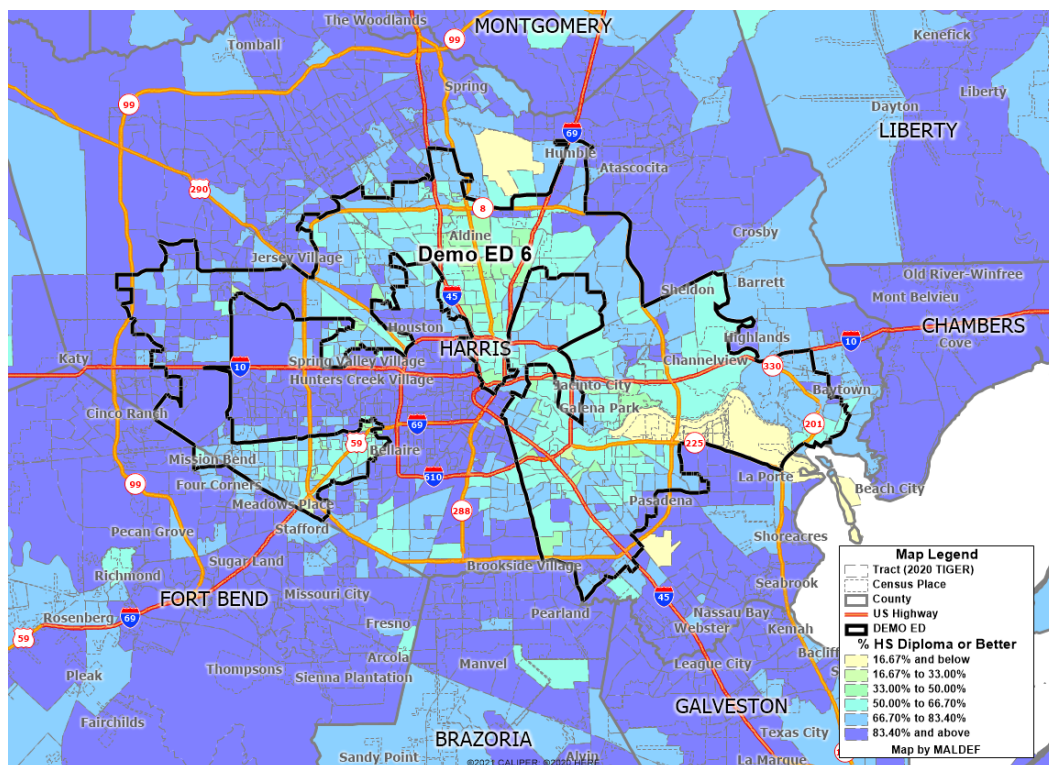 The Woodlands
MONTGOMERY
99
Tomball
Kenefick
Spring
99
Dayton
Liberty
LIBERTY
69
Humble
Atascocita
290
8
Aldine
Crosby
Demo ED 6
Jersey Village
Old River-Winfree
Sheldon
Barrett
45
Mont Belvieu
Houston
CHAMBERS
Highlands
10
Cove
HARRIS
Katy
Spring Valley Village
Channelview
10
330
Hunters Creek Village
Jacinto City
Baytown
Cinco Ranch
Galena Park
69
201
59
225
Bellaire
Mission Bend
610
La Porte
Four Corners
99
Beach City
Meadows Place
288
Pasadena
Stafford
Pecan Grove
Shoreacres
Sugar Land
Brookside Village
Richmond
Seabrook
FORT BEND
Missouri City
45
Rosenberg
69
Pearland
Nassau Bay
Fresno
Webster
Kemah
59
Bacliff
Arcola
League City
Thompsons
Manvel
Pleak
Sienna Plantation
GALVESTON
Fairchilds
Texas City
BRAZORIA
Sandy Point
Alvin
La Marque
©2021 CALIPER; ©2020 HERE
Map Legend
Tract (2020 TIGER)
Census Place
County
US Highway
DEMO ED
% HS Diploma or Better
16.67% and below
16.67% to 33.00%
33.00% to 50.00%
50.00% to 66.70%
66.70% to 83.40%
83.40% and above
Map by MALDEF